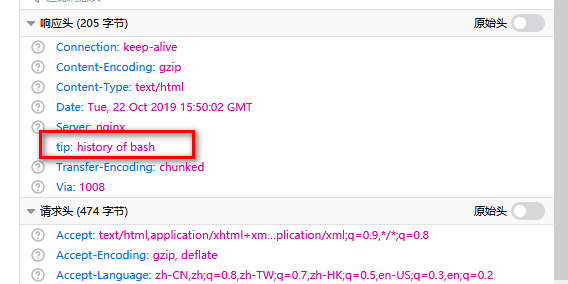 响应头 (205 字节) 原始头
Connection: keep-alive
Content-Encoding: gzip
Content-Type: text/html
Date: Tue, 22 Oct 2019 15:50:02 GMT
Server: nginx
tip: history of bash
Transfer-Encoding: chunked
Via: 1008
请求头 (474 字节) 原始头
Accept: text/html,application/xhtml+xm...plication/xml;q=0.9,*/*;q=0.8
Accept-Encoding: gzip, deflate
Accept-Language: zh-CN,zh;q=0.8,zh-TW;q=0.7,zh-HK;q=0.5,en-US;q=0.3,en;q=0.2